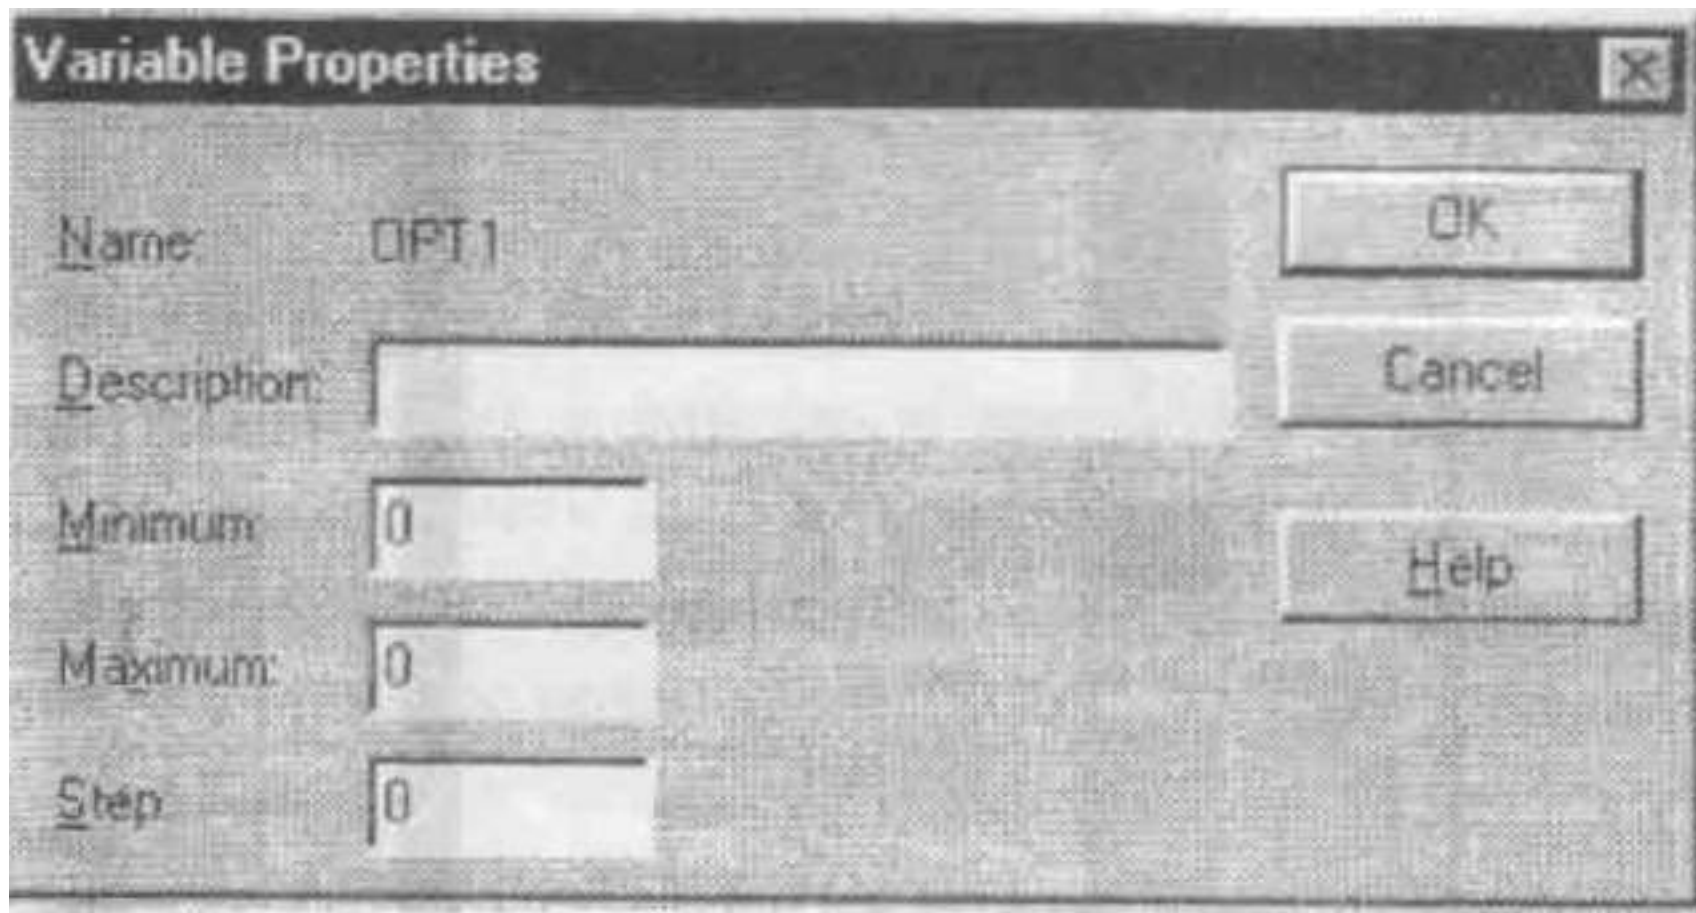 Variable Properties
Name: OPT1
OK
Description:
Cancel
Minimum: 0
Help
Maximum: 0
Step: 0